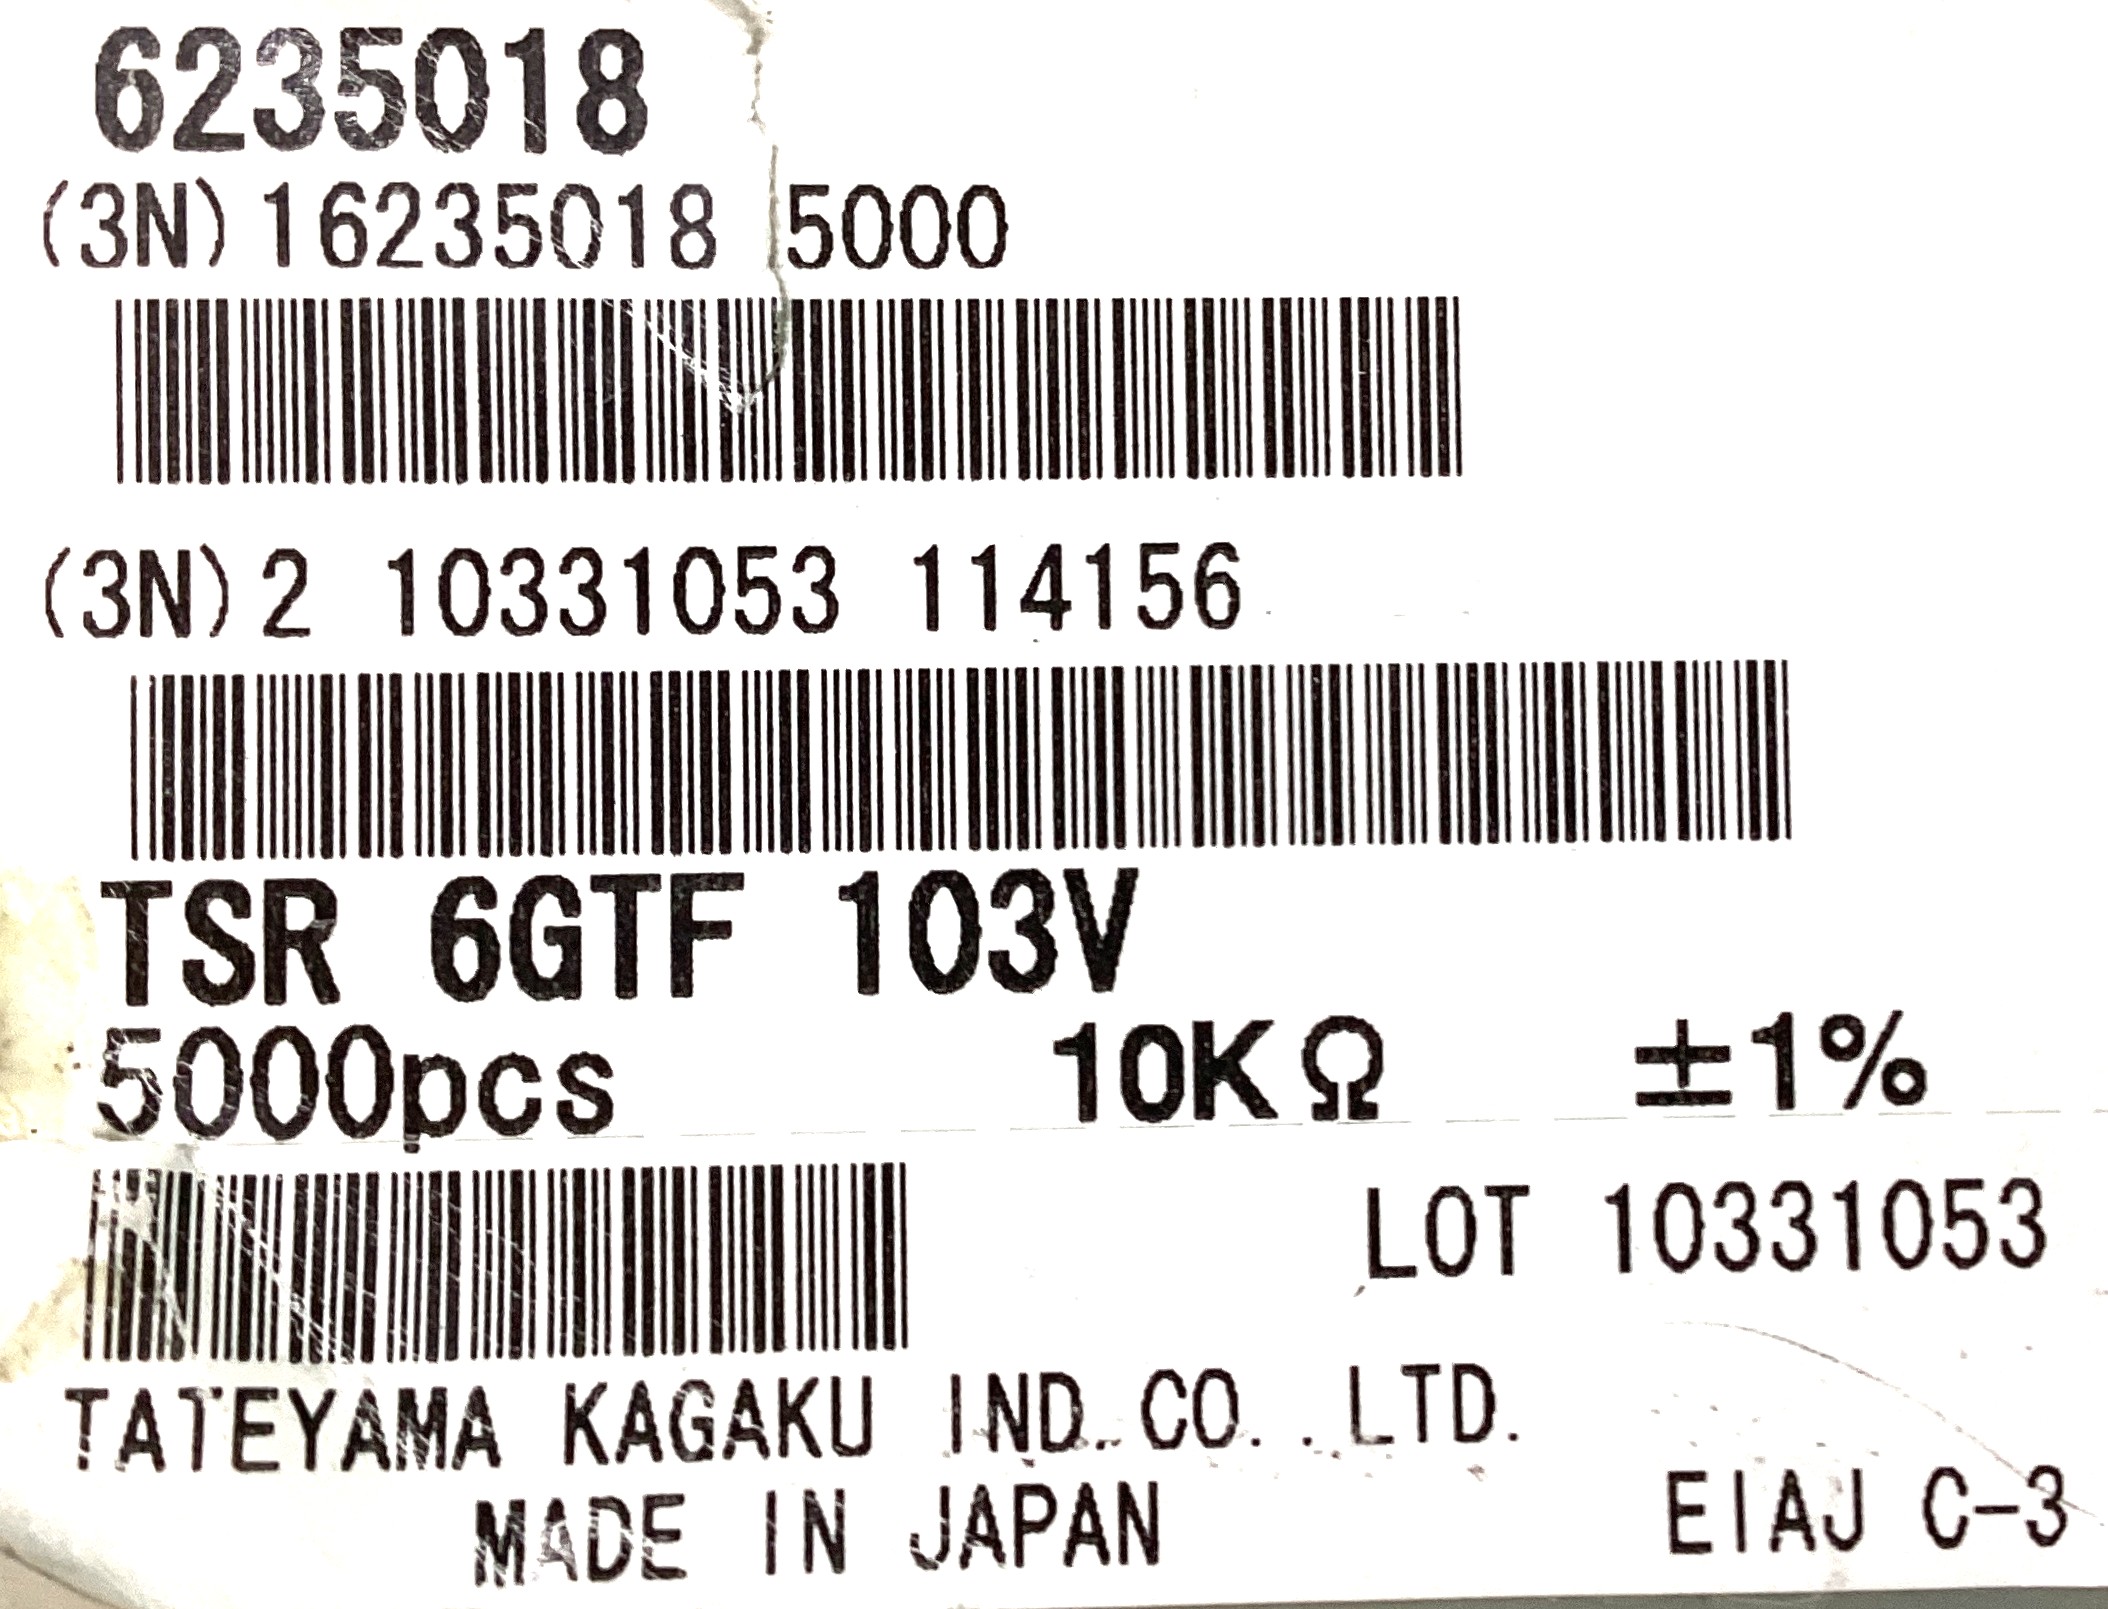 6235018
(3N)16235018 5000
(3N)2 10331053 114156
TSR 6GTF 103V
5000pcs 10KΩ ±1%
LOT 10331053
TATEYAMA KAGAKU IND. CO. . LTD.
MADE IN JAPAN
EIAJ C-3